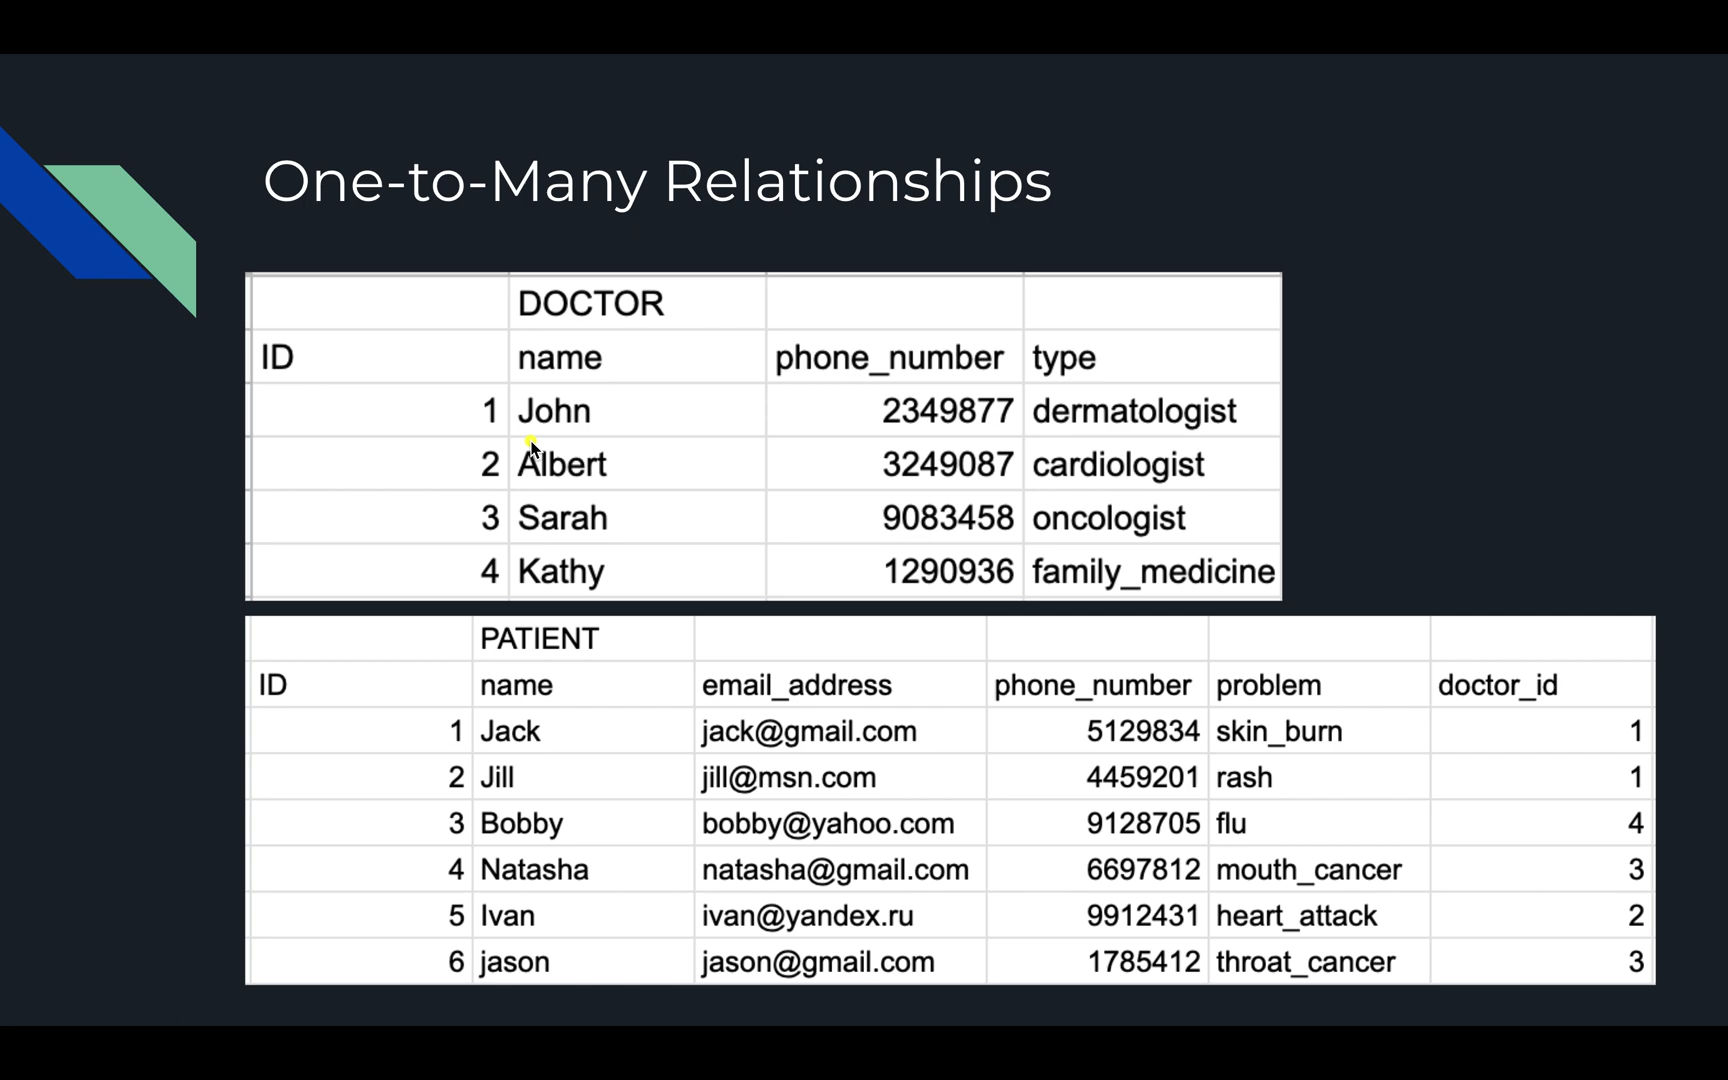 One-to-Many Relationships
DOCTOR
ID name phone_number type
1 John 2349877 dermatologist
2 Albert 3249087 cardiologist
3 Sarah 9083458 oncologist
4 Kathy 1290936 family_medicine
PATIENT
ID name email_address phone_number problem doctor_id
1 Jack jack@gmail.com 5129834 skin_burn 1
2 Jill jill@msn.com 4459201 rash 1
3 Bobby bobby@yahoo.com 9128705 flu 4
4 Natasha natasha@gmail.com 6697812 mouth_cancer 3
5 Ivan ivan@yandex.ru 9912431 heart_attack 2
6 jason jason@gmail.com 1785412 throat_cancer 3